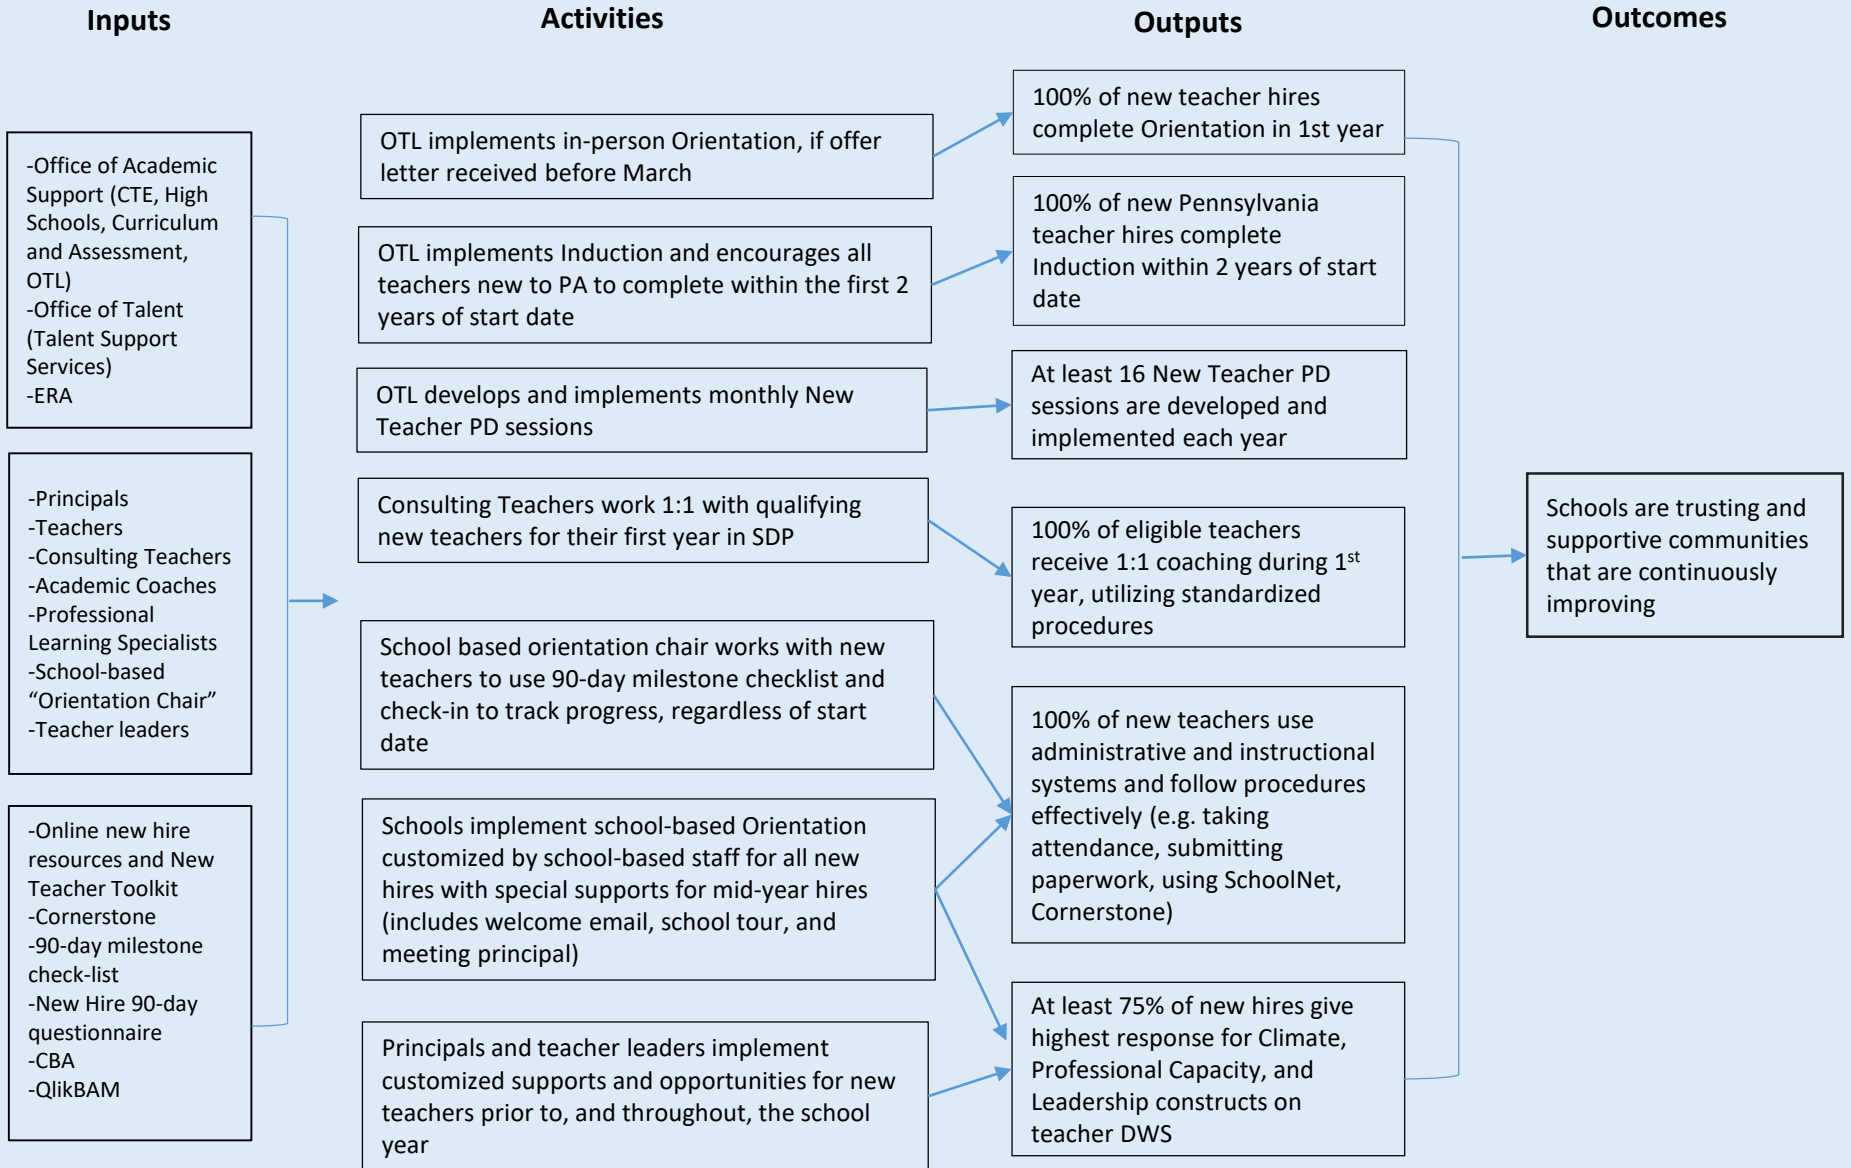 Inputs
Activities
Outputs
Outcomes
-Office of Academic
Support (CTE, High
Schools, Curriculum
and Assessment,
OTL)
-Office of Talent
(Talent Support
Services)
-ERA
-Principals
-Teachers
-Consulting Teachers
-Academic Coaches
-Professional
Learning Specialists
-School-based
“Orientation Chair”
-Teacher leaders
-Online new hire
resources and New
Teacher Toolkit
-Cornerstone
-90-day milestone
check-list
-New Hire 90-day
questionnaire
-CBA
-QlikBAM
OTL implements in-person Orientation, if offer
letter received before March
OTL implements Induction and encourages all
teachers new to PA to complete within the first 2
years of start date
OTL develops and implements monthly New
Teacher PD sessions
Consulting Teachers work 1:1 with qualifying
new teachers for their first year in SDP
School based orientation chair works with new
teachers to use 90-day milestone checklist and
check-in to track progress, regardless of start
date
Schools implement school-based Orientation
customized by school-based staff for all new
hires with special supports for mid-year hires
(includes welcome email, school tour, and
meeting principal)
Principals and teacher leaders implement
customized supports and opportunities for new
teachers prior to, and throughout, the school
year
100% of new teacher hires
complete Orientation in 1st year
100% of new Pennsylvania
teacher hires complete
Induction within 2 years of start
date
At least 16 New Teacher PD
sessions are developed and
implemented each year
100% of eligible teachers
receive 1:1 coaching during 1st
year, utilizing standardized
procedures
100% of new teachers use
administrative and instructional
systems and follow procedures
effectively (e.g. taking
attendance, submitting
paperwork, using SchoolNet,
Cornerstone)
At least 75% of new hires give
highest response for Climate,
Professional Capacity, and
Leadership constructs on
teacher DWS
Schools are trusting and
supportive communities
that are continuously
improving